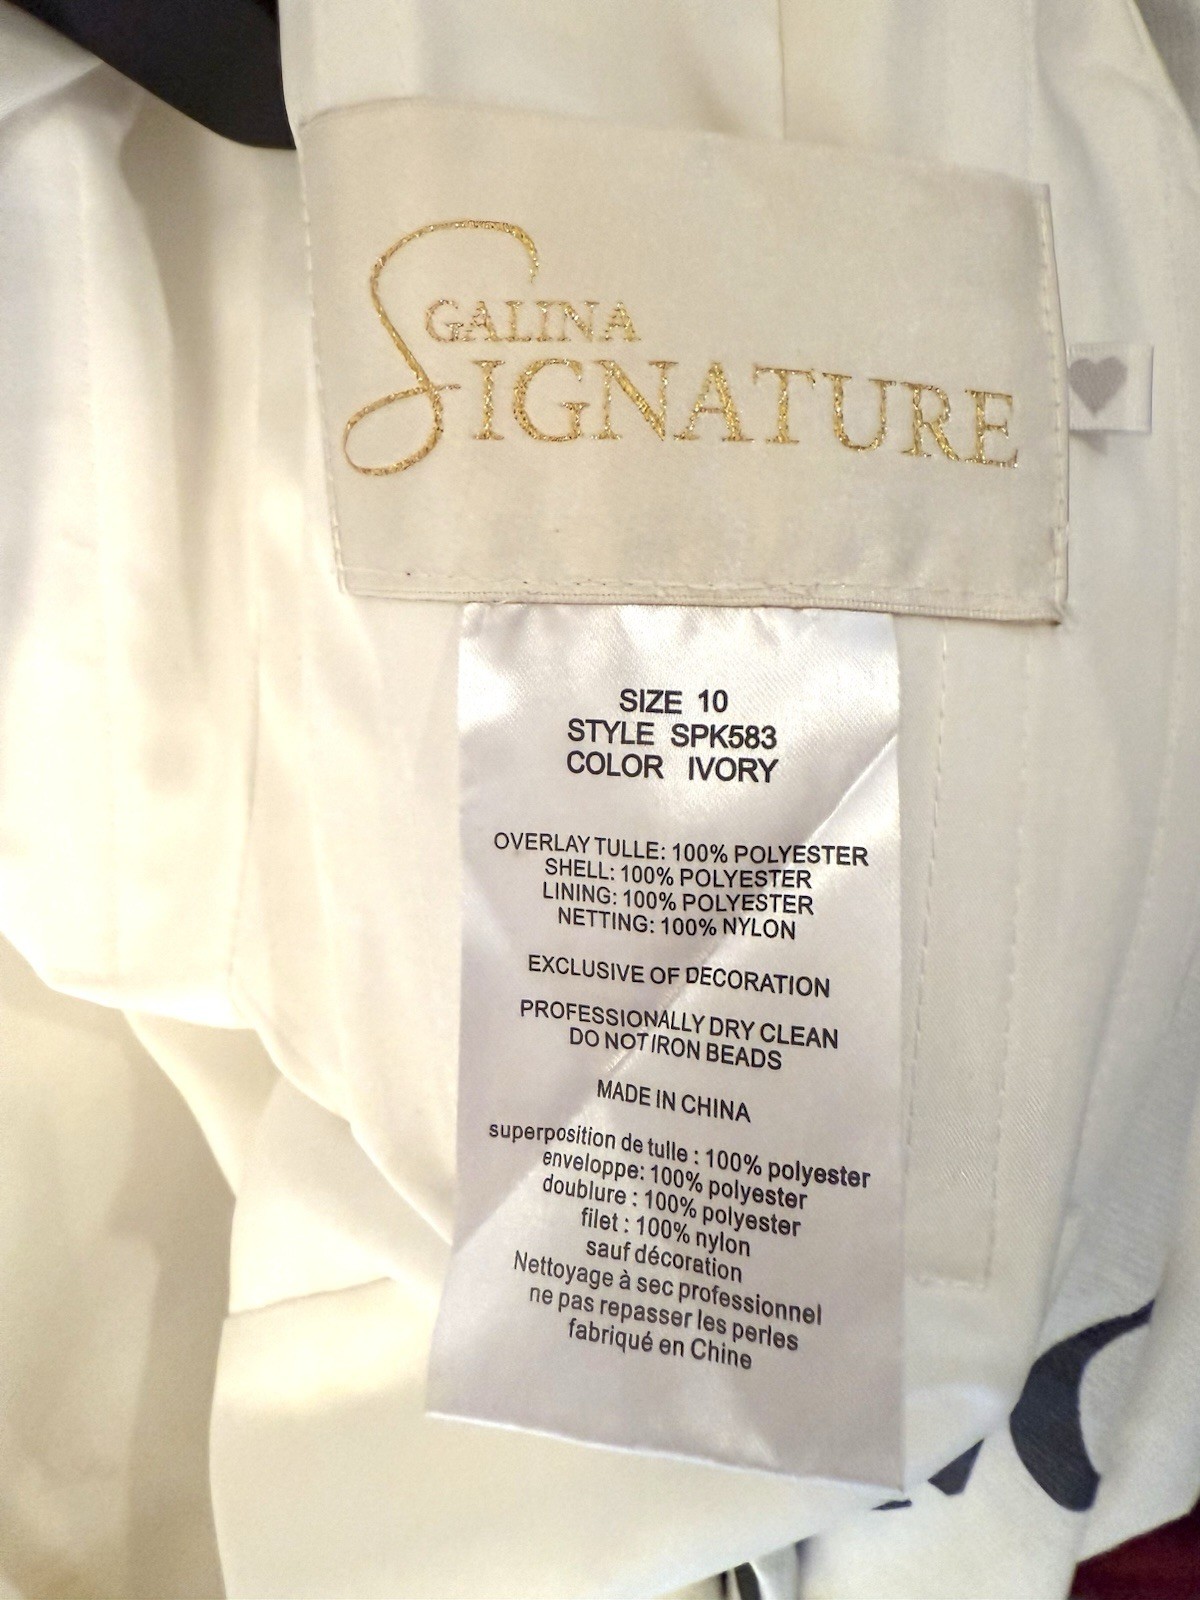 GALINA
SIGNATURE
SIZE 10
STYLE SPK583
COLOR IVORY
OVERLAY TULLE: 100% POLYESTER
SHELL: 100% POLYESTER
LINING: 100% POLYESTER
NETTING: 100% NYLON
EXCLUSIVE OF DECORATION
PROFESSIONALLY DRY CLEAN
DO NOT IRON BEADS
MADE IN CHINA
superposition de tulle : 100% polyester
enveloppe: 100% polyester
doublure : 100% polyester
filet : 100% nylon
sauf décoration
Nettoyage à sec professionnel
ne pas repasser les perles
fabriqué en Chine